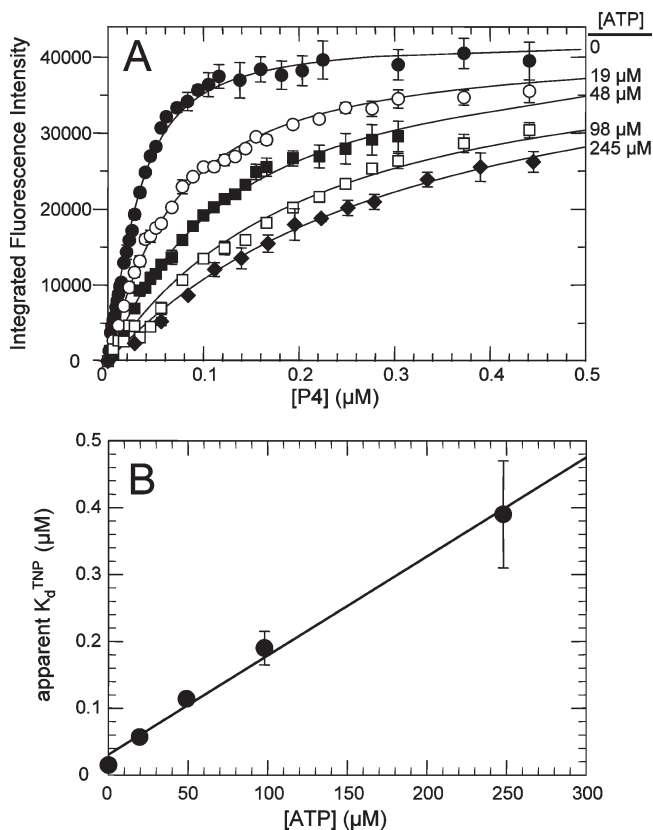 [ATP]
A
0
19 μM
48 μM
98 μM
245 μM
40000
30000
20000
10000
0
Integrated Fluorescence Intensity
0 0.1 0.2 0.3 0.4 0.5
[P4] (μM)
B
0.5
0.4
0.3
0.2
0.1
0
apparent Kd TNP (μM)
0 50 100 150 200 250 300
[ATP] (μM)